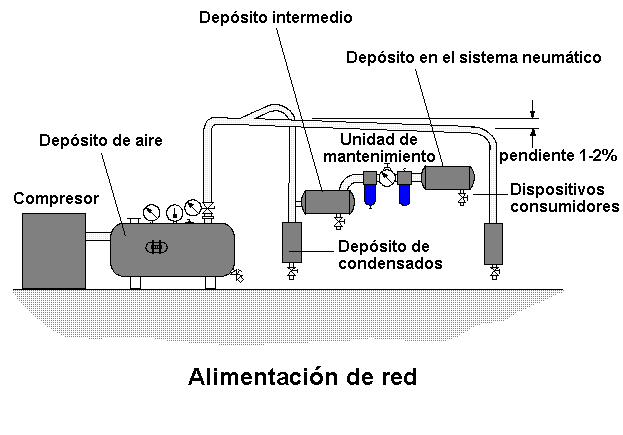 Depósito intermedio
Depósito en el sistema neumático
Depósito de aire
Unidad de
mantenimiento
pendiente 1-2%
Compresor
Dispositivos
consumidores
Depósito de
condensados
Alimentación de red